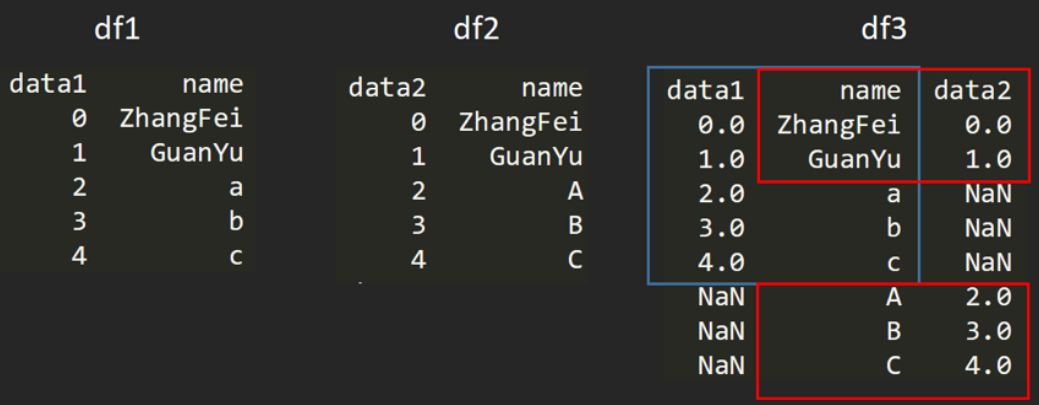 df1 df2 df3
data1 name data2 name data1 name data2
0 ZhangFei 0 ZhangFei 0.0 ZhangFei 0.0
1 GuanYu 1 GuanYu 1.0 GuanYu 1.0
2 a 2 A 2.0 a NaN
3 b 3 B 3.0 b NaN
4 c 4 C 4.0 c NaN
NaN A 2.0
NaN B 3.0
NaN C 4.0